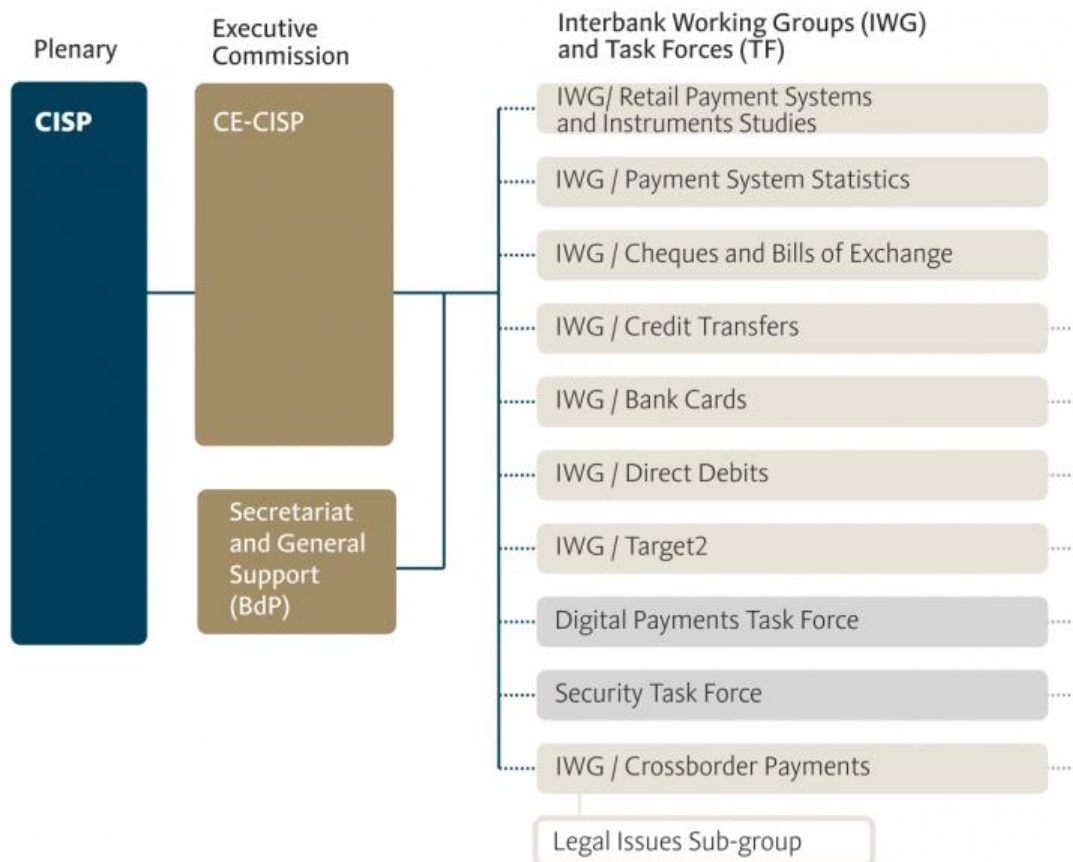 Plenary
Executive
Commission
Interbank Working Groups (IWG)
and Task Forces (TF)
CISP
CE-CISP
Secretariat
and General
Support
(BdP)
IWG/ Retail Payment Systems
and Instruments Studies
IWG / Payment System Statistics
IWG / Cheques and Bills of Exchange
IWG / Credit Transfers
IWG / Bank Cards
IWG / Direct Debits
IWG / Target2
Digital Payments Task Force
Security Task Force
IWG / Crossborder Payments
Legal Issues Sub-group